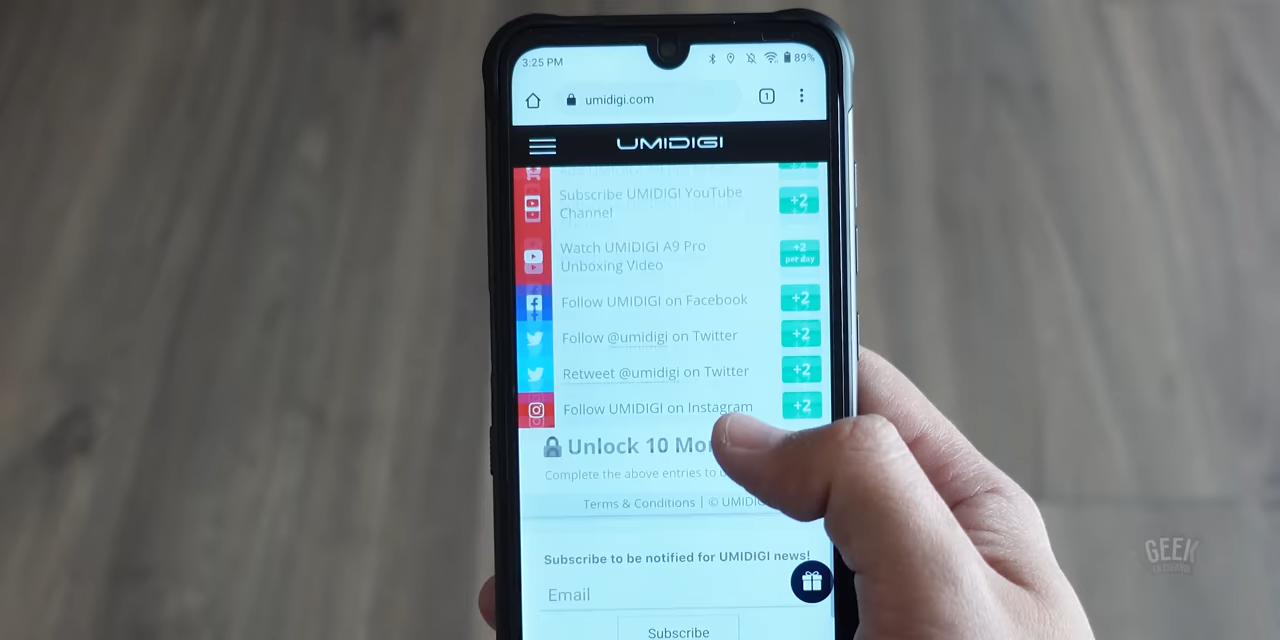 3:25 PM
89%
umidigi.com
1
UMIDIGI
Subscribe UMIDIGI YouTube
Channel
+2
Watch UMIDIGI A9 Pro
Unboxing Video
+2
per day
Follow UMIDIGI on Facebook
+2
Follow @umidigi on Twitter
+2
Retweet @umidigi on Twitter
+2
Follow UMIDIGI on Instagram
+2
Unlock 10
Complete the above entries to
Terms & Conditions | ©
Subscribe to be notified for UMIDIGI news!
Email
Subscribe
GEEK